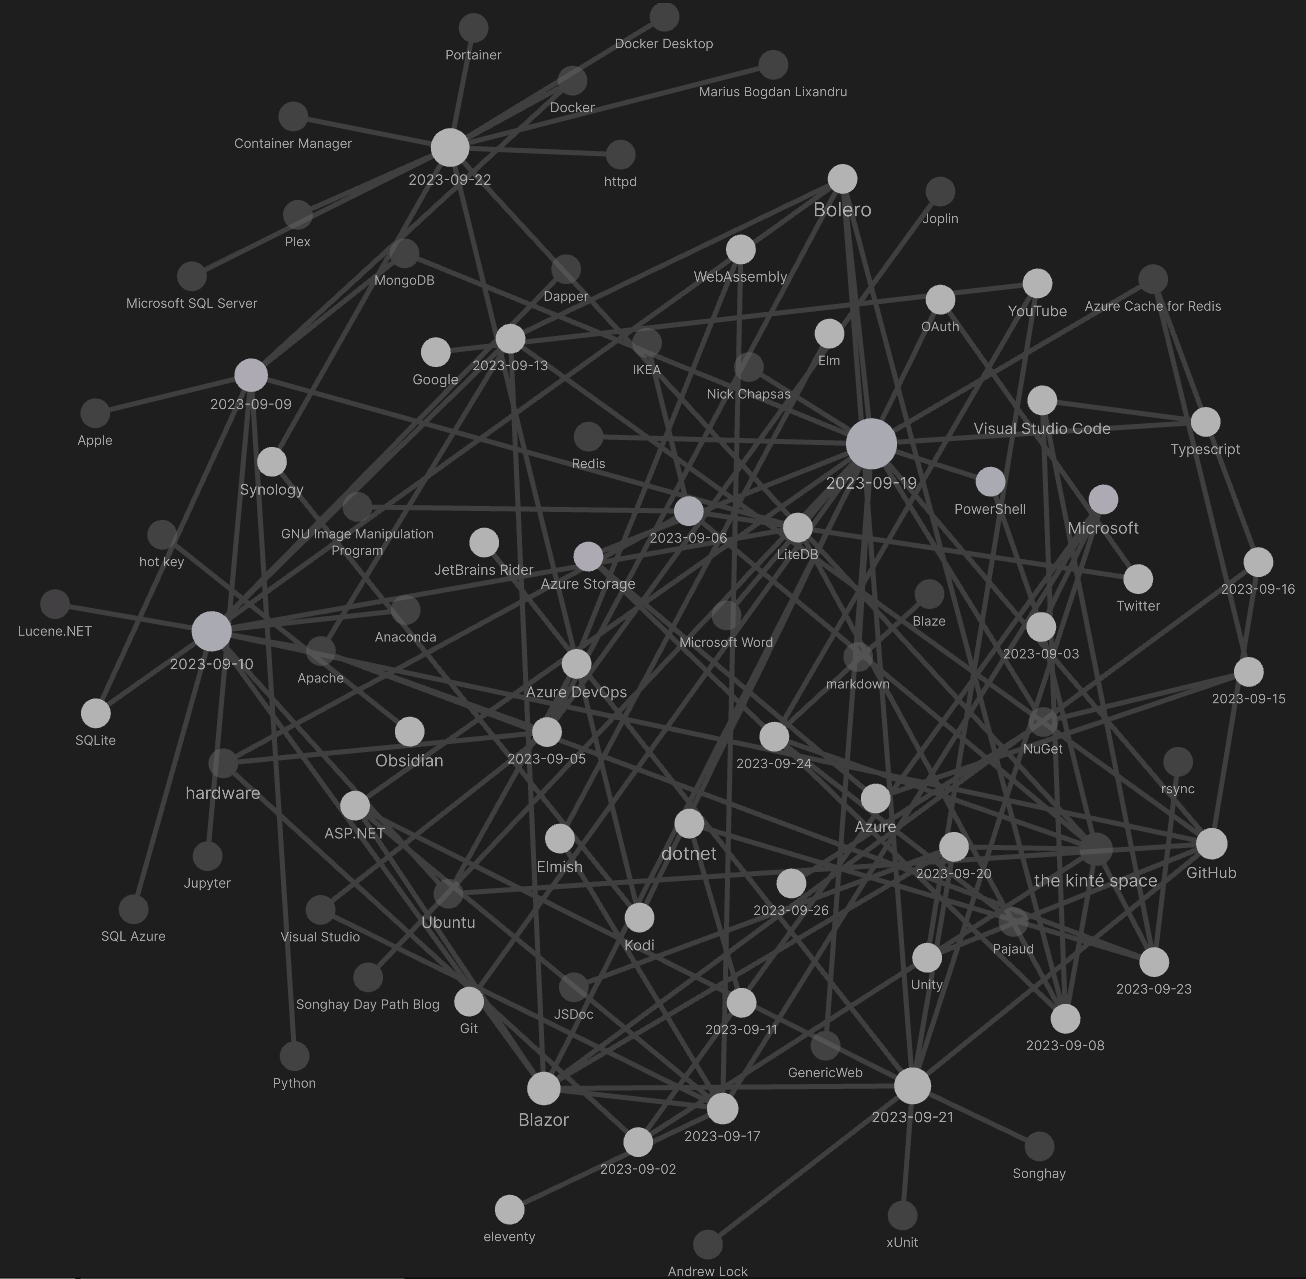 Docker Desktop
Portainer
Marius Bogdan Lixandru
Docker
Container Manager
2023-09-22
httpd
Bolero
Joplin
Plex
WebAssembly
MongoDB
Dapper
Microsoft SQL Server
YouTube
Azure Cache for Redis
OAuth
Elm
2023-09-13
IKEA
Google
Nick Chapsas
2023-09-09
Apple
Visual Studio Code
Typescript
Redis
2023-09-19
Synology
PowerShell
Microsoft
GNU Image Manipulation
Program
2023-09-06
LiteDB
hot key
JetBrains Rider
Azure Storage
2023-09-16
Twitter
Blaze
Lucene.NET
Anaconda
Microsoft Word
2023-09-03
2023-09-10
Apache
markdown
Azure DevOps
2023-09-15
SQLite
Obsidian
2023-09-05
2023-09-24
NuGet
hardware
rsync
ASP.NET
Azure
Elmish
dotnet
2023-09-20
the kinté space
GitHub
Jupyter
2023-09-26
Ubuntu
SQL Azure
Visual Studio
Kodi
Pajaud
Unity
2023-09-23
Songhay Day Path Blog
JSDoc
Git
2023-09-11
2023-09-08
GenericWeb
Python
Blazor
2023-09-21
2023-09-17
2023-09-02
Songhay
eleventy
xUnit
Andrew Lock